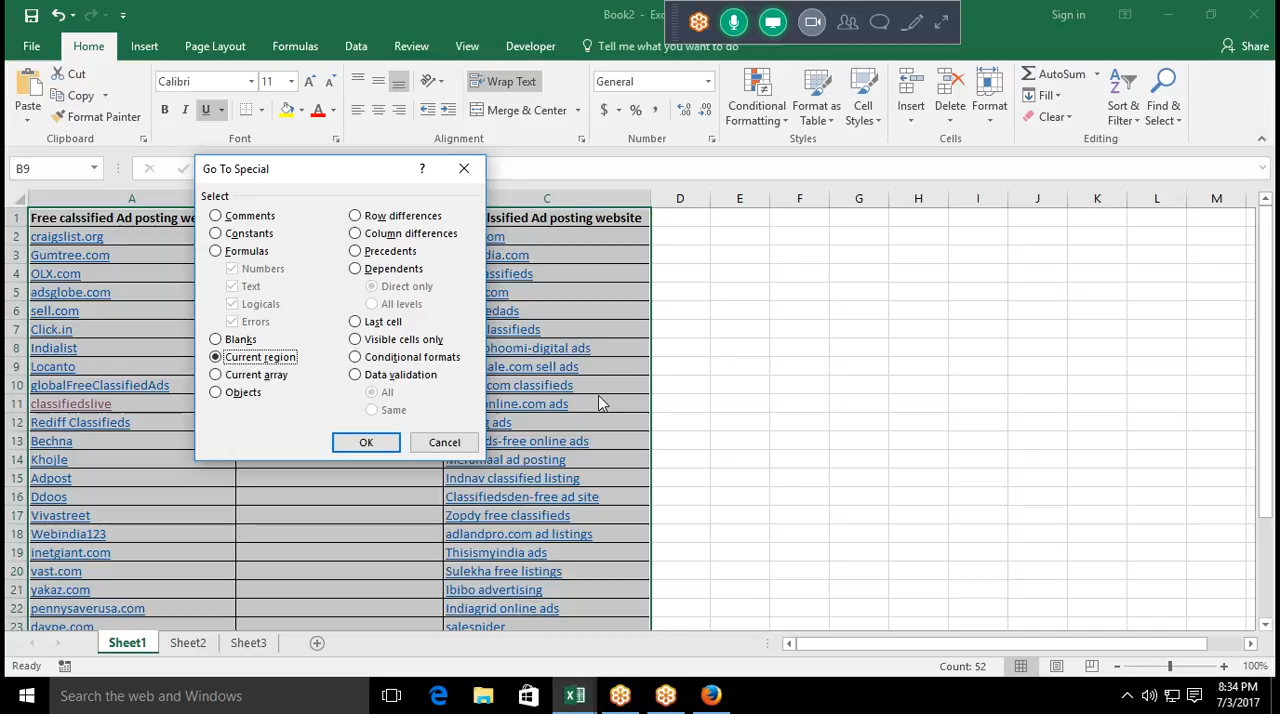 Book2 - Exc
Sign in
File
Home
Insert
Page Layout
Formulas
Data
Review
View
Developer
Tell me what you want to do
Share
Paste
Cut
Copy
Format Painter
Clipboard
Calibri
11
B I U
Font
Wrap Text
Merge & Center
Alignment
General
$ % ,
Number
Conditional Formatting
Format as Table
Cell Styles
Styles
Insert
Delete
Format
Cells
AutoSum
Fill
Clear
Sort & Filter
Find & Select
Editing
B9
Go To Special
?
Select
Comments
Constants
Formulas
Numbers
Text
Logicals
Errors
Blanks
Current region
Current array
Objects
Row differences
Column differences
Precedents
Dependents
Direct only
All levels
Last cell
Visible cells only
Conditional formats
Data validation
All
Same
OK
Cancel
A C D E F G H I J K L M
1 Free calssified Ad posting we ssified Ad posting website
2 craigslist.org om
3 Gumtree.com dia.com
4 OLX.com assifieds
5 adsglobe.com com
6 sell.com edads
7 Click.in lassifieds
8 Indialist hoomi-digital ads
9 Locanto ale.com sell ads
10 globalFreeClassifiedAds com classifieds
11 classifiedslive online.com ads
12 Rediff Classifieds g ads
13 Bechna ds-free online ads
14 Khojle ad posting
15 Adpost Indnav classified listing
16 Ddoos Classifiedsden-free ad site
17 Vivastreet Zopdy free classifieds
18 Webindia123 adlandpro.com ad listings
19 inetgiant.com Thisismyindia ads
20 vast.com Sulekha free listings
21 yakaz.com Ibibo advertising
22 pennysaverusa.com Indiagrid online ads
23 daype.com salespider
Sheet1
Sheet2
Sheet3
Ready
Count: 52
100%
Search the web and Windows
8:34 PM
7/3/2017